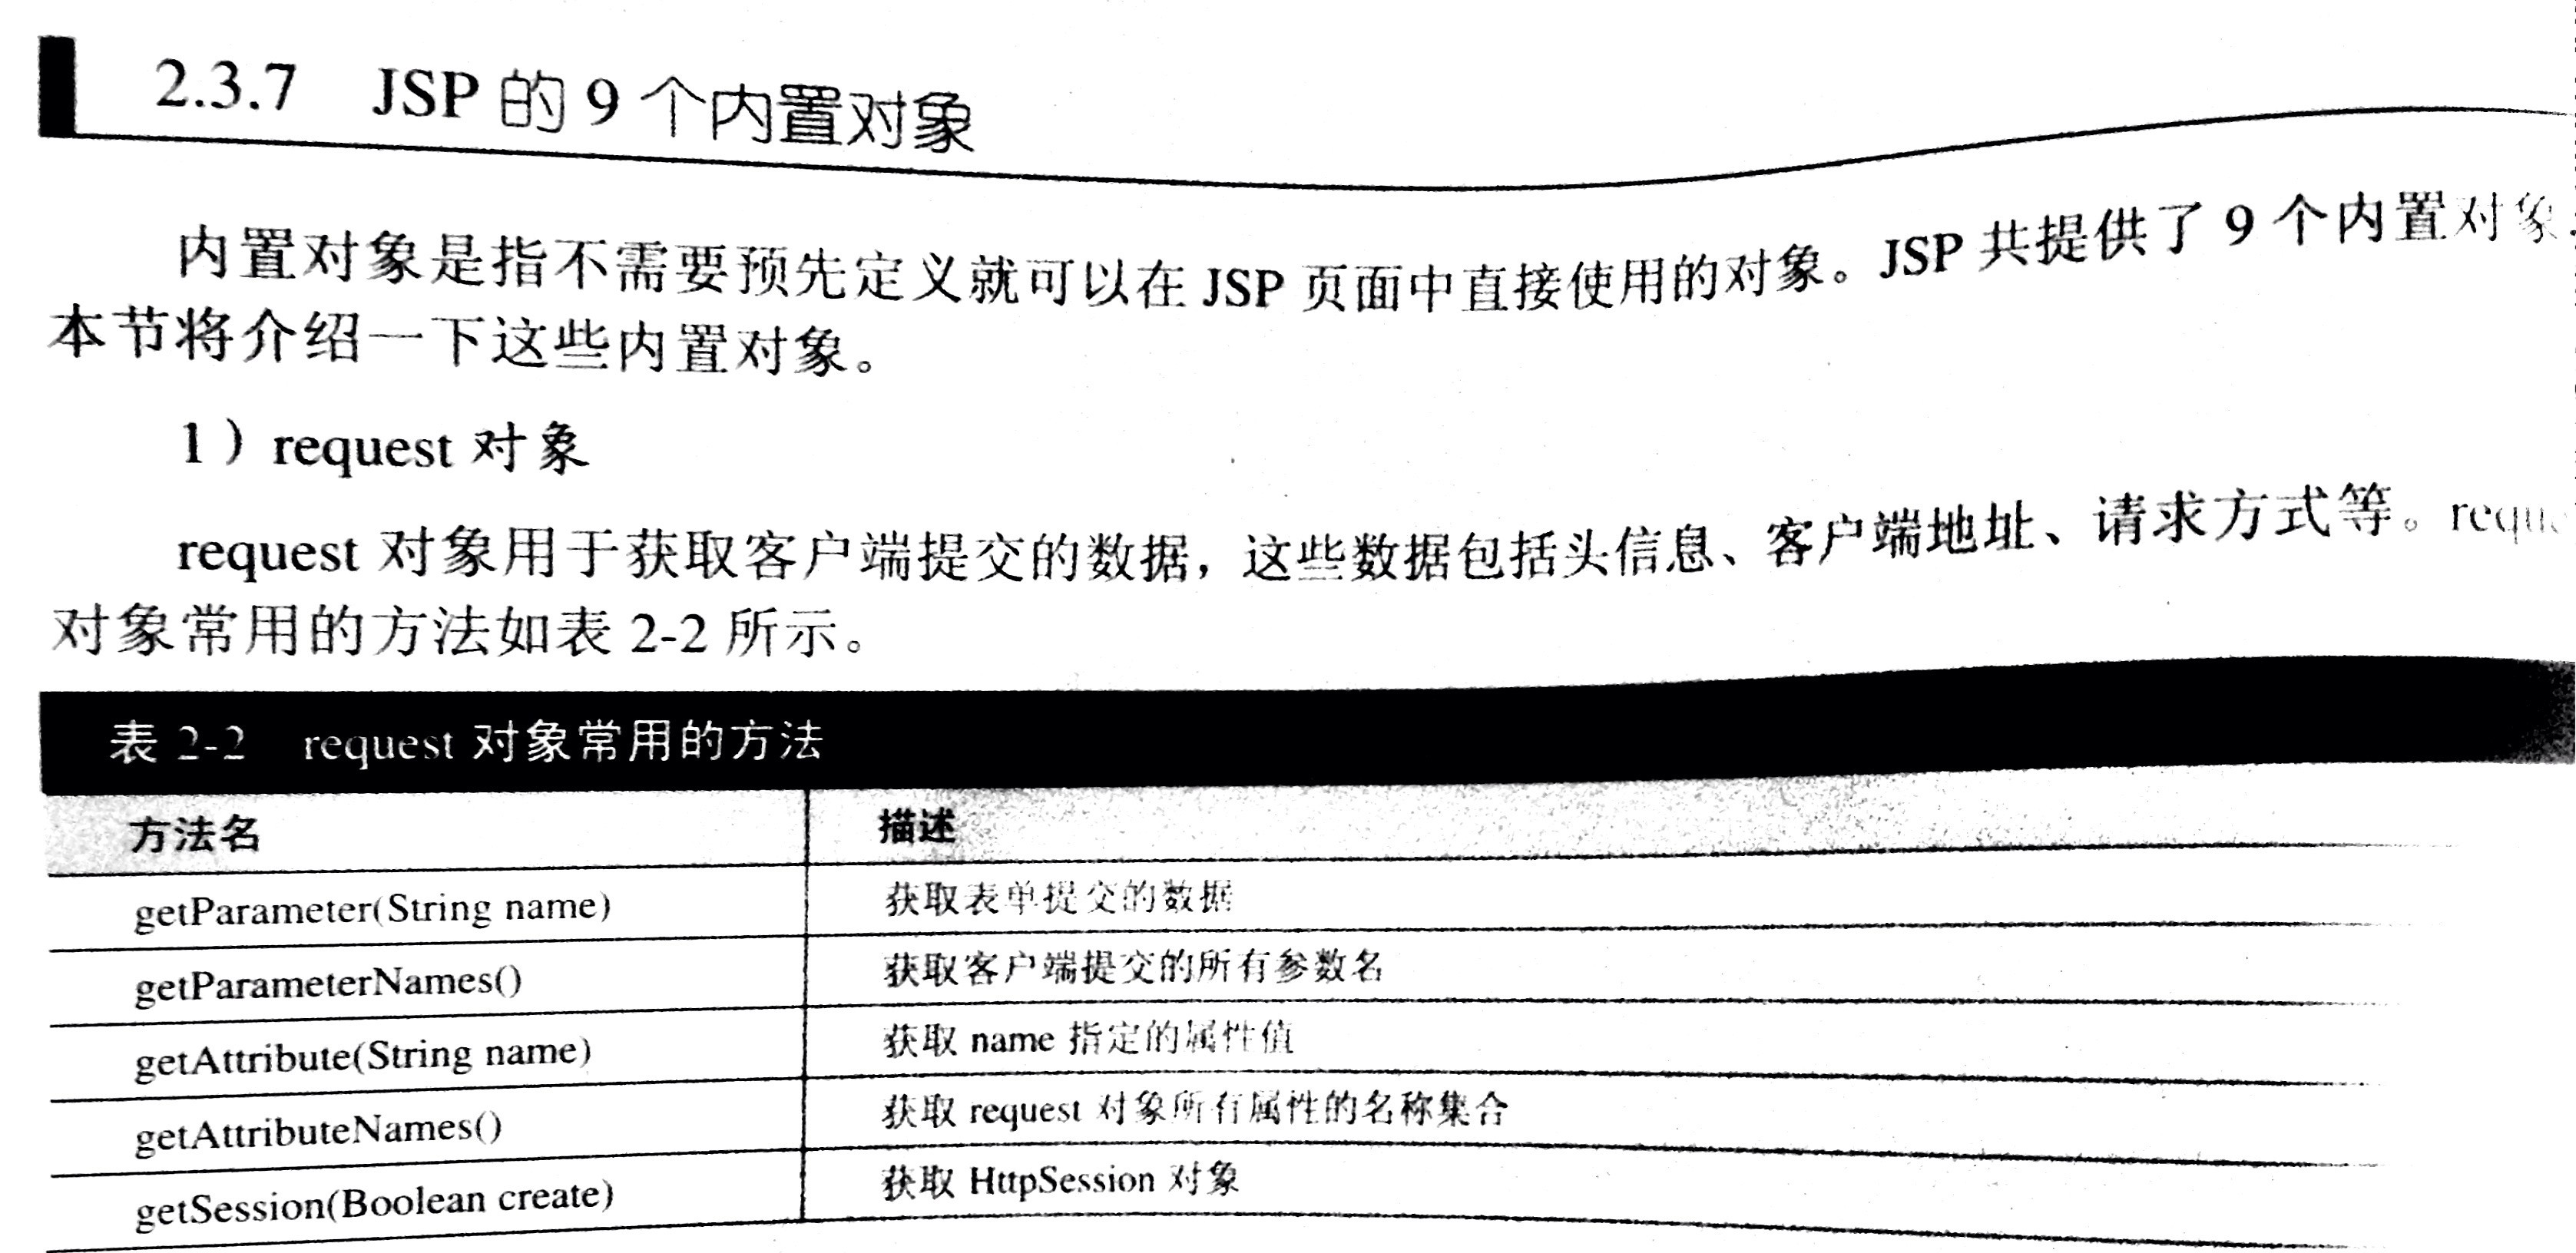 2.3.7 JSP 的 9 个内置对象
内置对象是指不需要预先定义就可以在 JSP 页面中直接使用的对象。JSP 共提供了 9 个内置对象
本节将介绍一下这些内置对象。
1）request 对象
request 对象用于获取客户端提交的数据，这些数据包括头信息、客户端地址、请求方式等。
对象常用的方法如表 2-2 所示。
表 2-2 request 对象常用的方法
方法名 描述
getParameter(String name) 获取表单提交的数据
getParameterNames() 获取客户端提交的所有参数名
getAttribute(String name) 获取 name 指定的属性值
getAttributeNames() 获取 request 对象所有属性的名称集合
getSession(Boolean create) 获取 HttpSession 对象